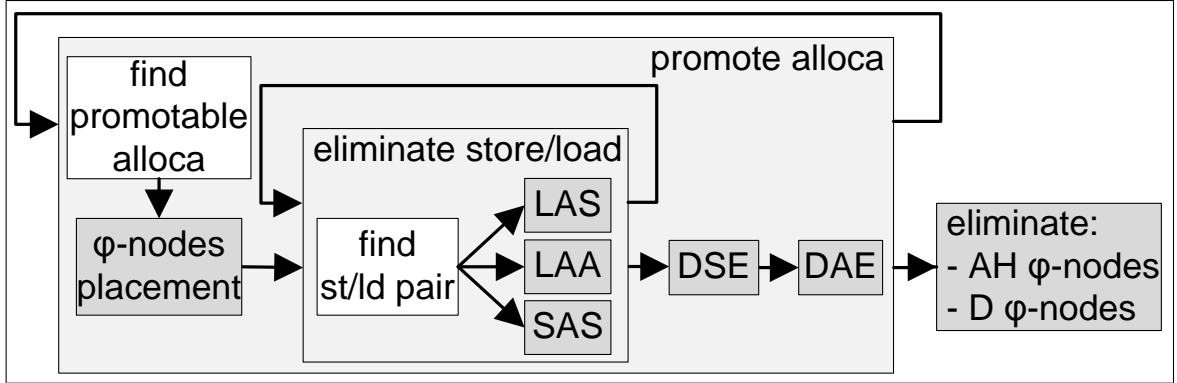 promote alloca
find
promotable
alloca
φ-nodes
placement
eliminate store/load
find
st/ld pair
LAS
LAA
SAS
DSE
DAE
eliminate:
- AH φ-nodes
- D φ-nodes